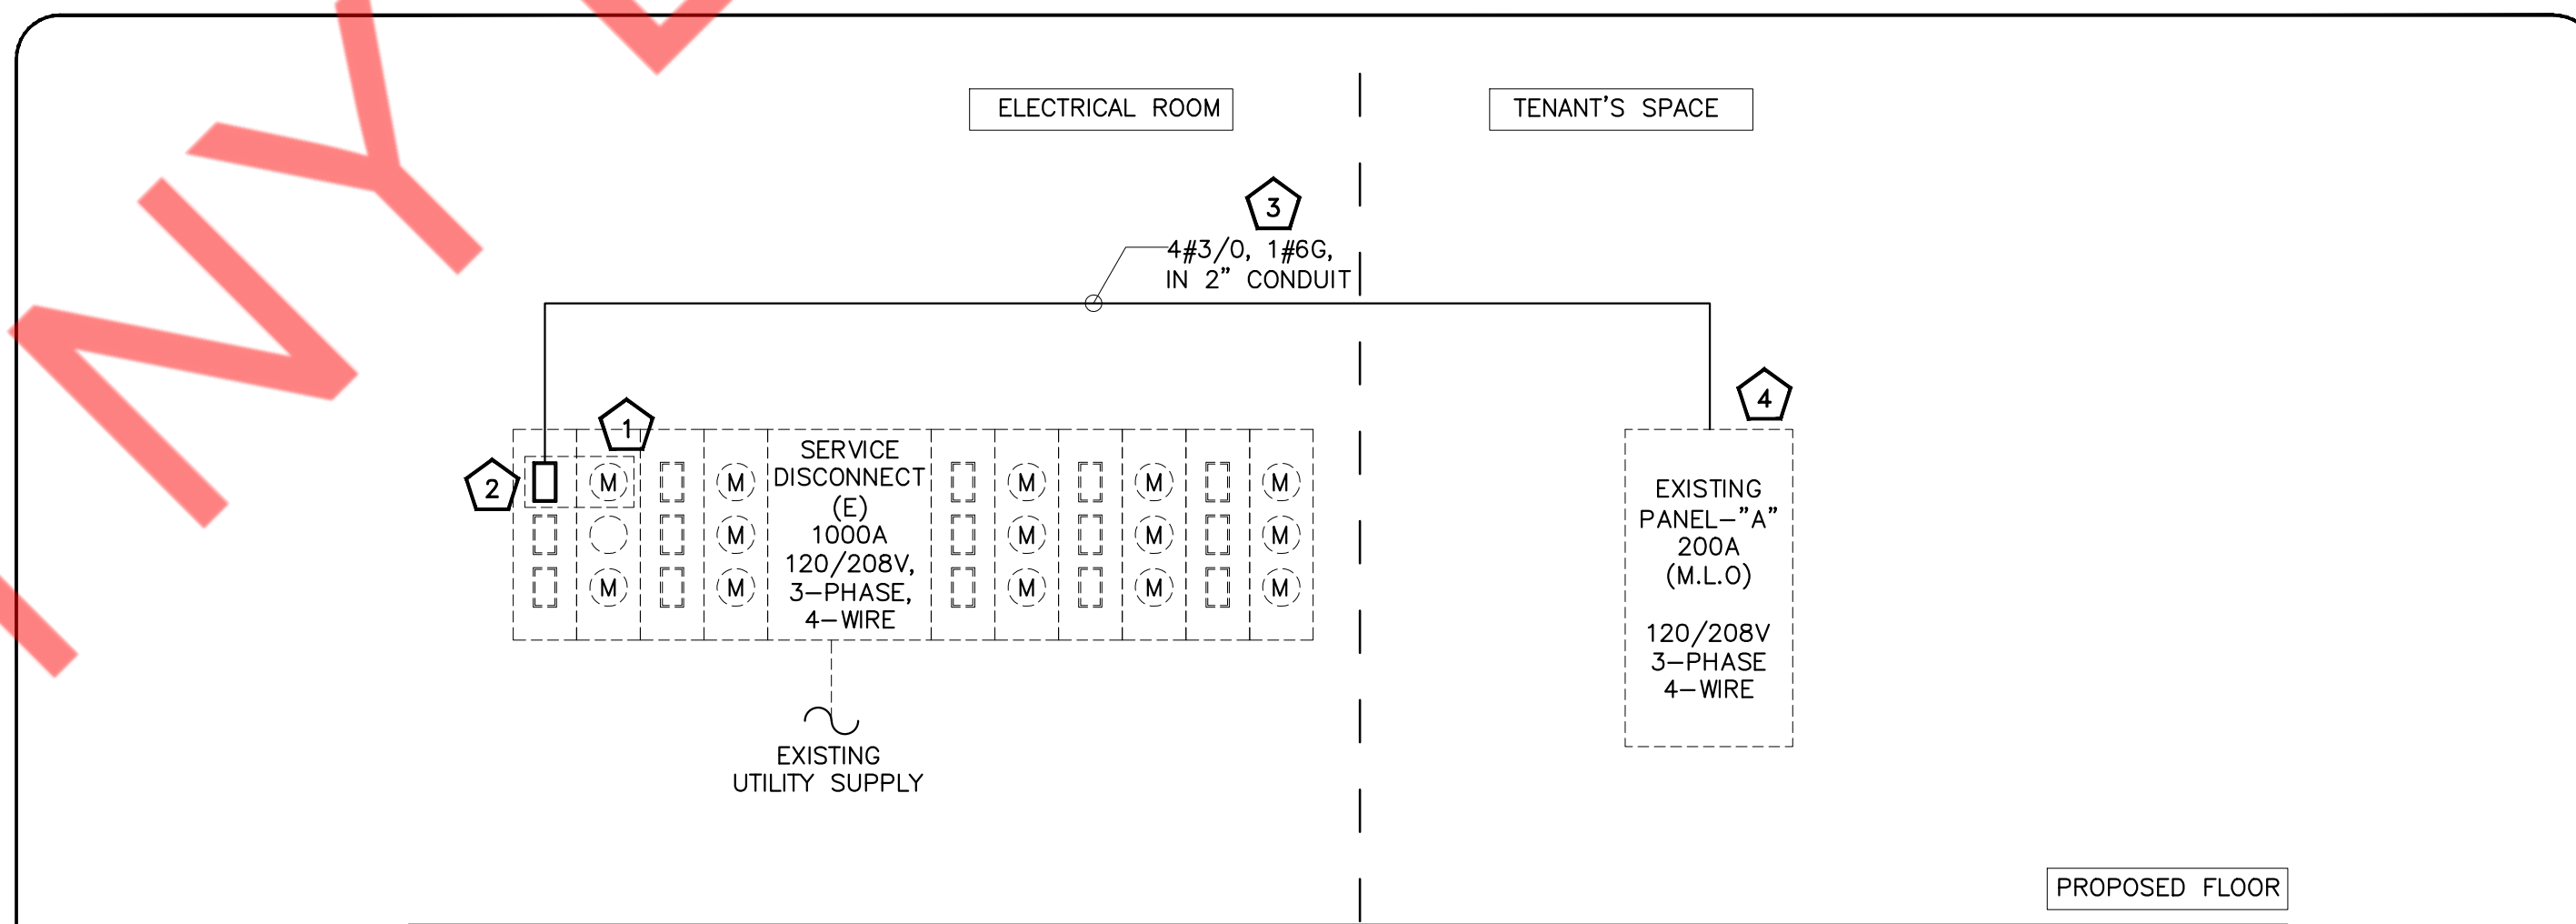 ELECTRICAL ROOM
TENANT'S SPACE
3
4#3/0, 1#6G,
IN 2" CONDUIT
4
1
2
SERVICE
DISCONNECT
(E)
1000A
120/208V,
3-PHASE,
4-WIRE
M
M
M
M
M
M
M
M
M
M
M
M
M
M
EXISTING
PANEL-"A"
200A
(M.L.O)
120/208V
3-PHASE
4-WIRE
EXISTING
UTILITY SUPPLY
PROPOSED FLOOR
N
Y